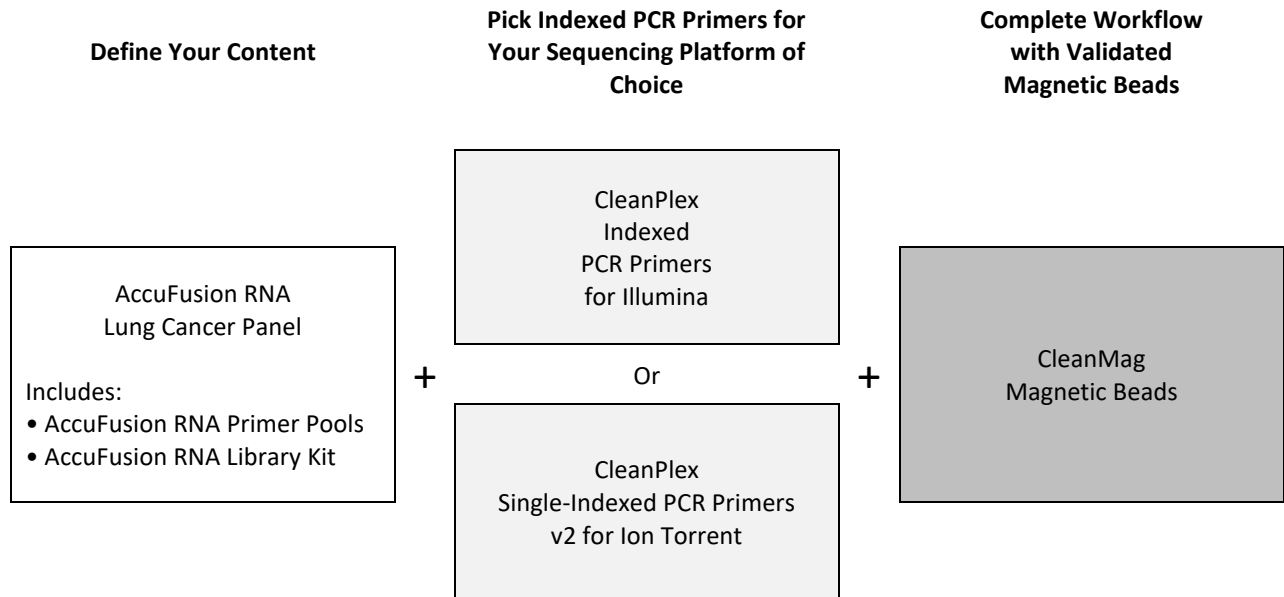 Define Your Content
Pick Indexed PCR Primers for
Your Sequencing Platform of
Choice
Complete Workflow
with Validated
Magnetic Beads
AccuFusion RNA
Lung Cancer Panel
Includes:
• AccuFusion RNA Primer Pools
• AccuFusion RNA Library Kit
+
CleanPlex
Indexed
PCR Primers
for Illumina
Or
CleanPlex
Single-Indexed PCR Primers
v2 for Ion Torrent
+
CleanMag
Magnetic Beads